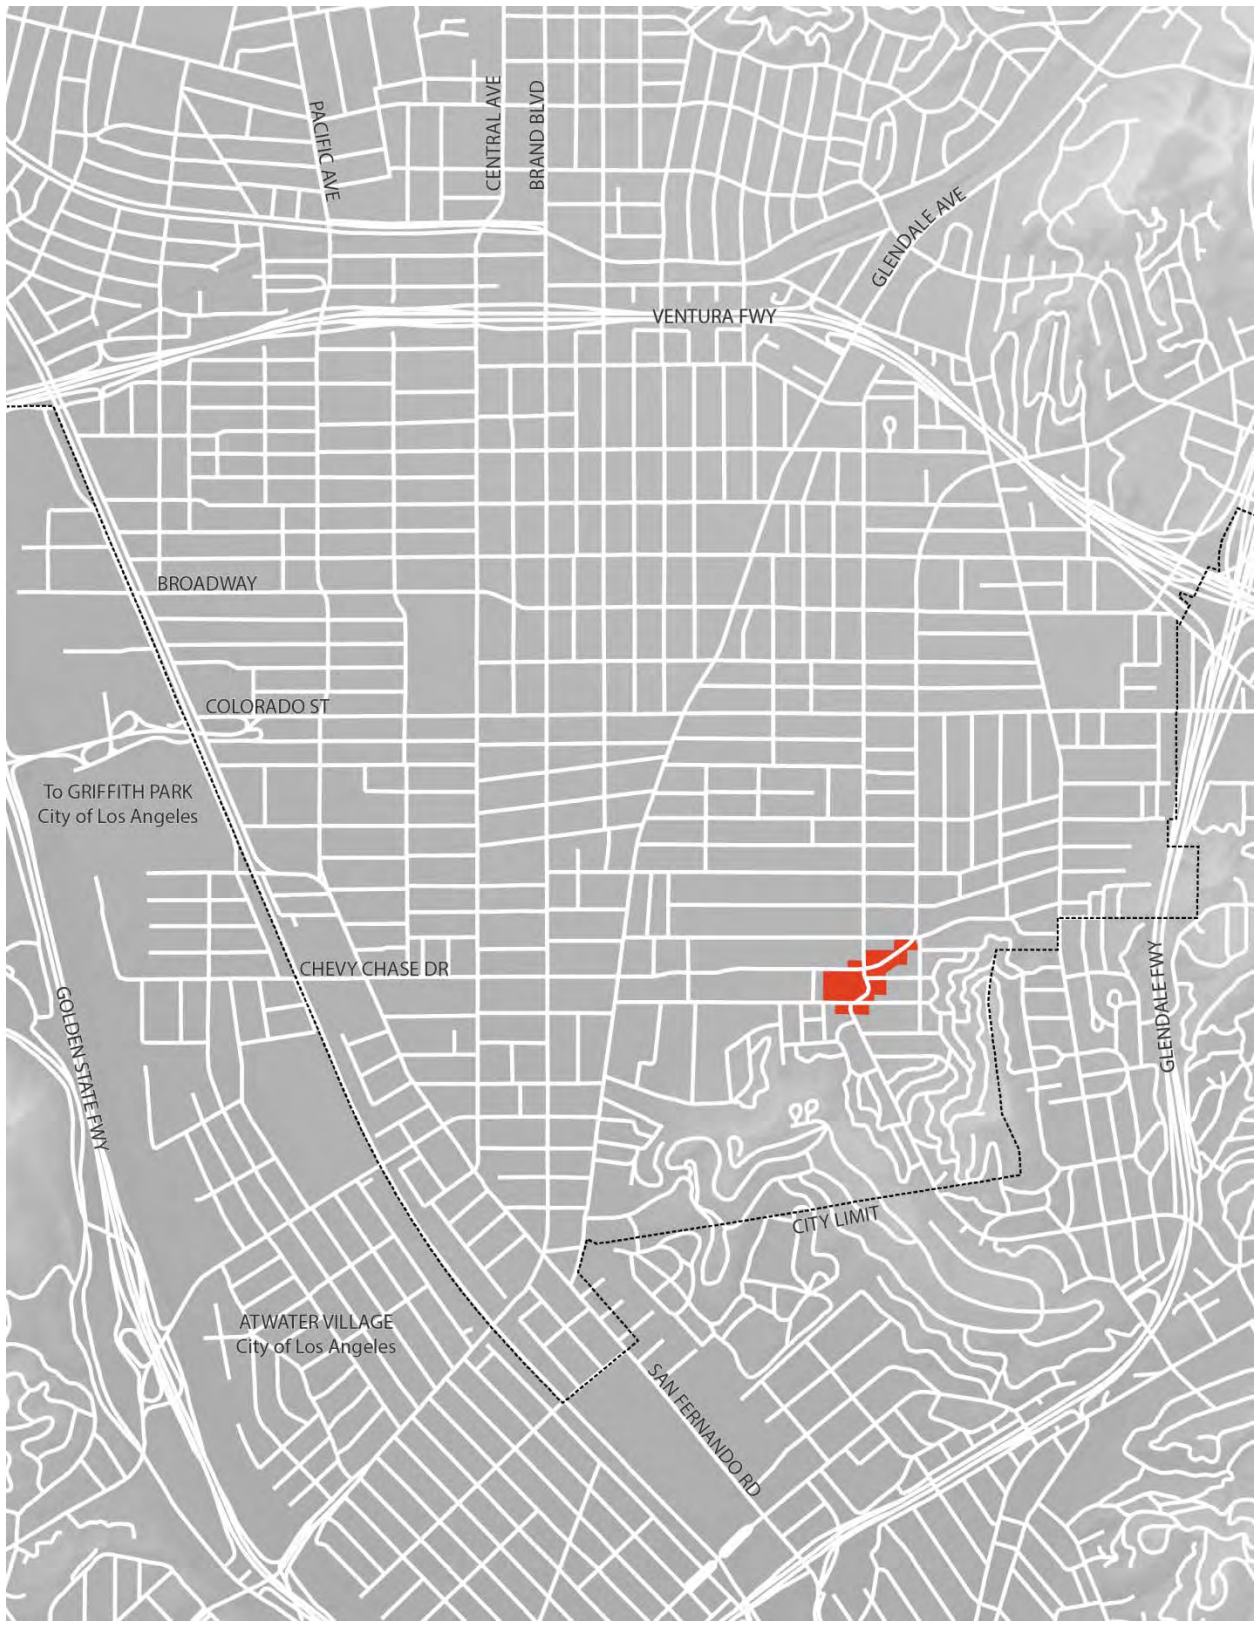 PACIFIC AVE
CENTRAL AVE
BRAND BLVD
GLENDALE AVE
VENTURA FWY
BROADWAY
COLORADO ST
To GRIFFITH PARK
City of Los Angeles
CHEVY CHASE DR
GOLDEN STATE FWY
GLENDALE FWY
CITY LIMIT
ATWATER VILLAGE
City of Los Angeles
SAN FERNANDO RD